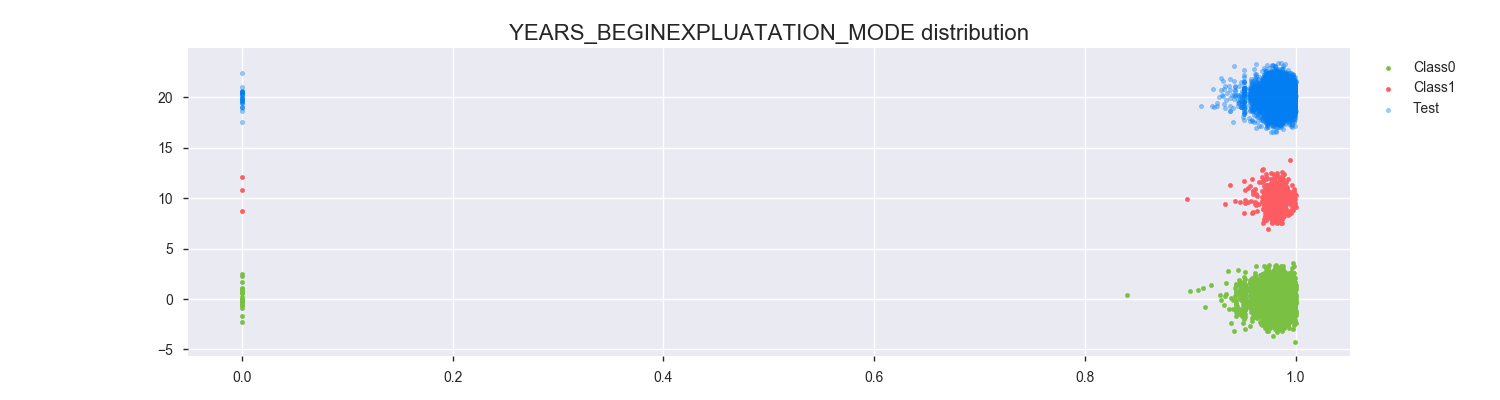 YEARS_BEGINEXPLUATATION_MODE distribution
Class0
Class1
Test
20
15
10
5
0
−5
0.0 0.2 0.4 0.6 0.8 1.0